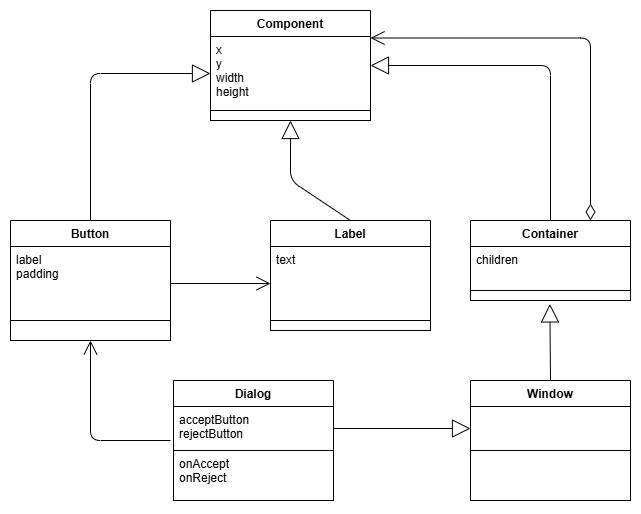 Component
x
y
width
height
Button
label
padding
Label
text
Container
children
Dialog
acceptButton
rejectButton
onAccept
onReject
Window